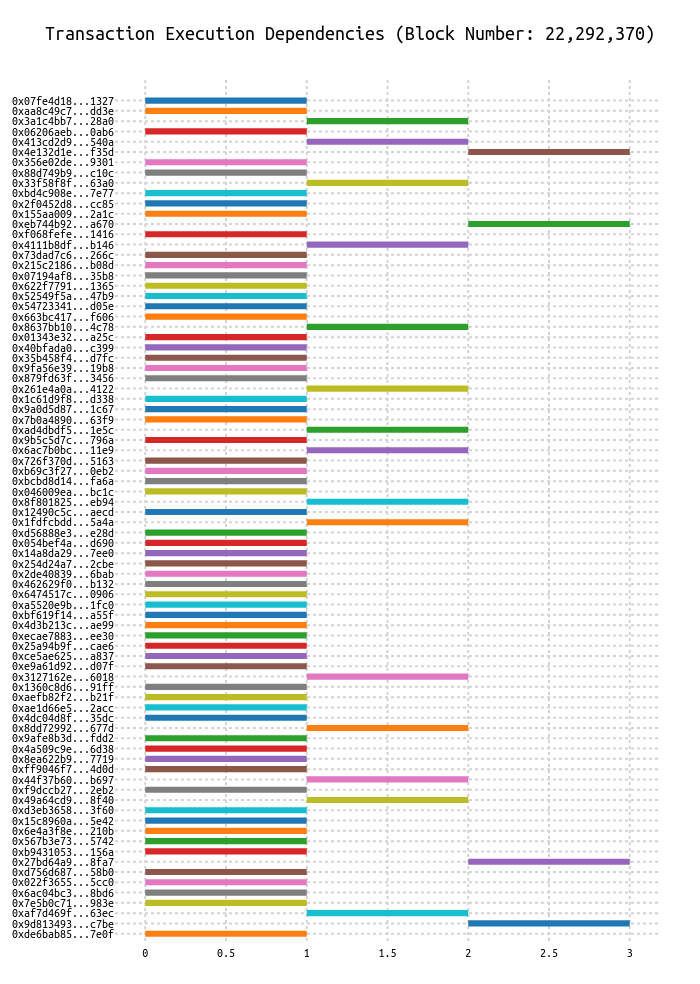 Transaction Execution Dependencies (Block Number: 22,292,370)
0x07fe4d18...1327
0xaa8c49c7...dd3e
0x3a1c4bb7...28a0
0x06206aeb...0ab6
0x413cd2d9...540a
0x4e132d1e...f35d
0x356e02de...9301
0x88d749b9...c10c
0x33f58f8f...63a0
0xbd4c908e...7e77
0x2f0452d8...cc85
0x155aa009...2a1c
0xeb744b92...a670
0xf068fefe...1416
0x4111b8df...b146
0x73dad7c6...266c
0x215c2186...b08d
0x07194af8...35b8
0x622f7791...1365
0x52549f5a...47b9
0x54723341...d05e
0x663bc417...f606
0x8637bb10...4c78
0x01343e32...a25c
0x40bfada0...c399
0x35b458f4...d7fc
0x9fa56e39...19b8
0x879fd63f...3456
0x261e4a0a...4122
0x1c61d9f8...d338
0x9a0d5d87...1c67
0x7b0a4890...63f9
0xad4dbdf5...1e5c
0x9b5c5d7c...796a
0x6ac7b0bc...11e9
0x726f370d...5163
0xb69c3f27...0eb2
0xbcbd8d14...fa6a
0x046009ea...bc1c
0x8f801825...eb94
0x12490c5c...aecd
0x1fdfcbdd...5a4a
0xd56888e3...e28d
0x054bef4a...d690
0x14a8da29...7ee0
0x254d24a7...2cbe
0x2de40839...6bab
0x462629f0...b132
0x6474517c...0906
0xa5520e9b...1fc0
0xbf619f14...a55f
0x4d3b213c...ae99
0xecae7883...ee30
0x25a94b9f...cae6
0xce5ae625...a837
0xe9a61d92...d07f
0x3127162e...6018
0x1360c8d6...91ff
0xaefb82f2...b21f
0xae1d66e5...2acc
0x4dc04d8f...35dc
0x8dd72992...677d
0x9afe8b3d...fdd2
0x4a509c9e...6d38
0x8ea622b9...7719
0xff9046f7...4d0d
0x44f37b60...b697
0xf9dccb27...2eb2
0x49a64cd9...8f40
0xd3eb3658...3f60
0x15c8960a...5e42
0x6e4a3f8e...210b
0x567b3e73...5742
0xb9431053...156a
0x27bd64a9...8fa7
0xd756d687...58b0
0x022f3655...5cc0
0x6ac04bc3...8bd6
0x7e5b0c71...983e
0xaf7d469f...63ec
0x9d813493...c7be
0xde6bab85...7e0f
0 0.5 1 1.5 2 2.5 3